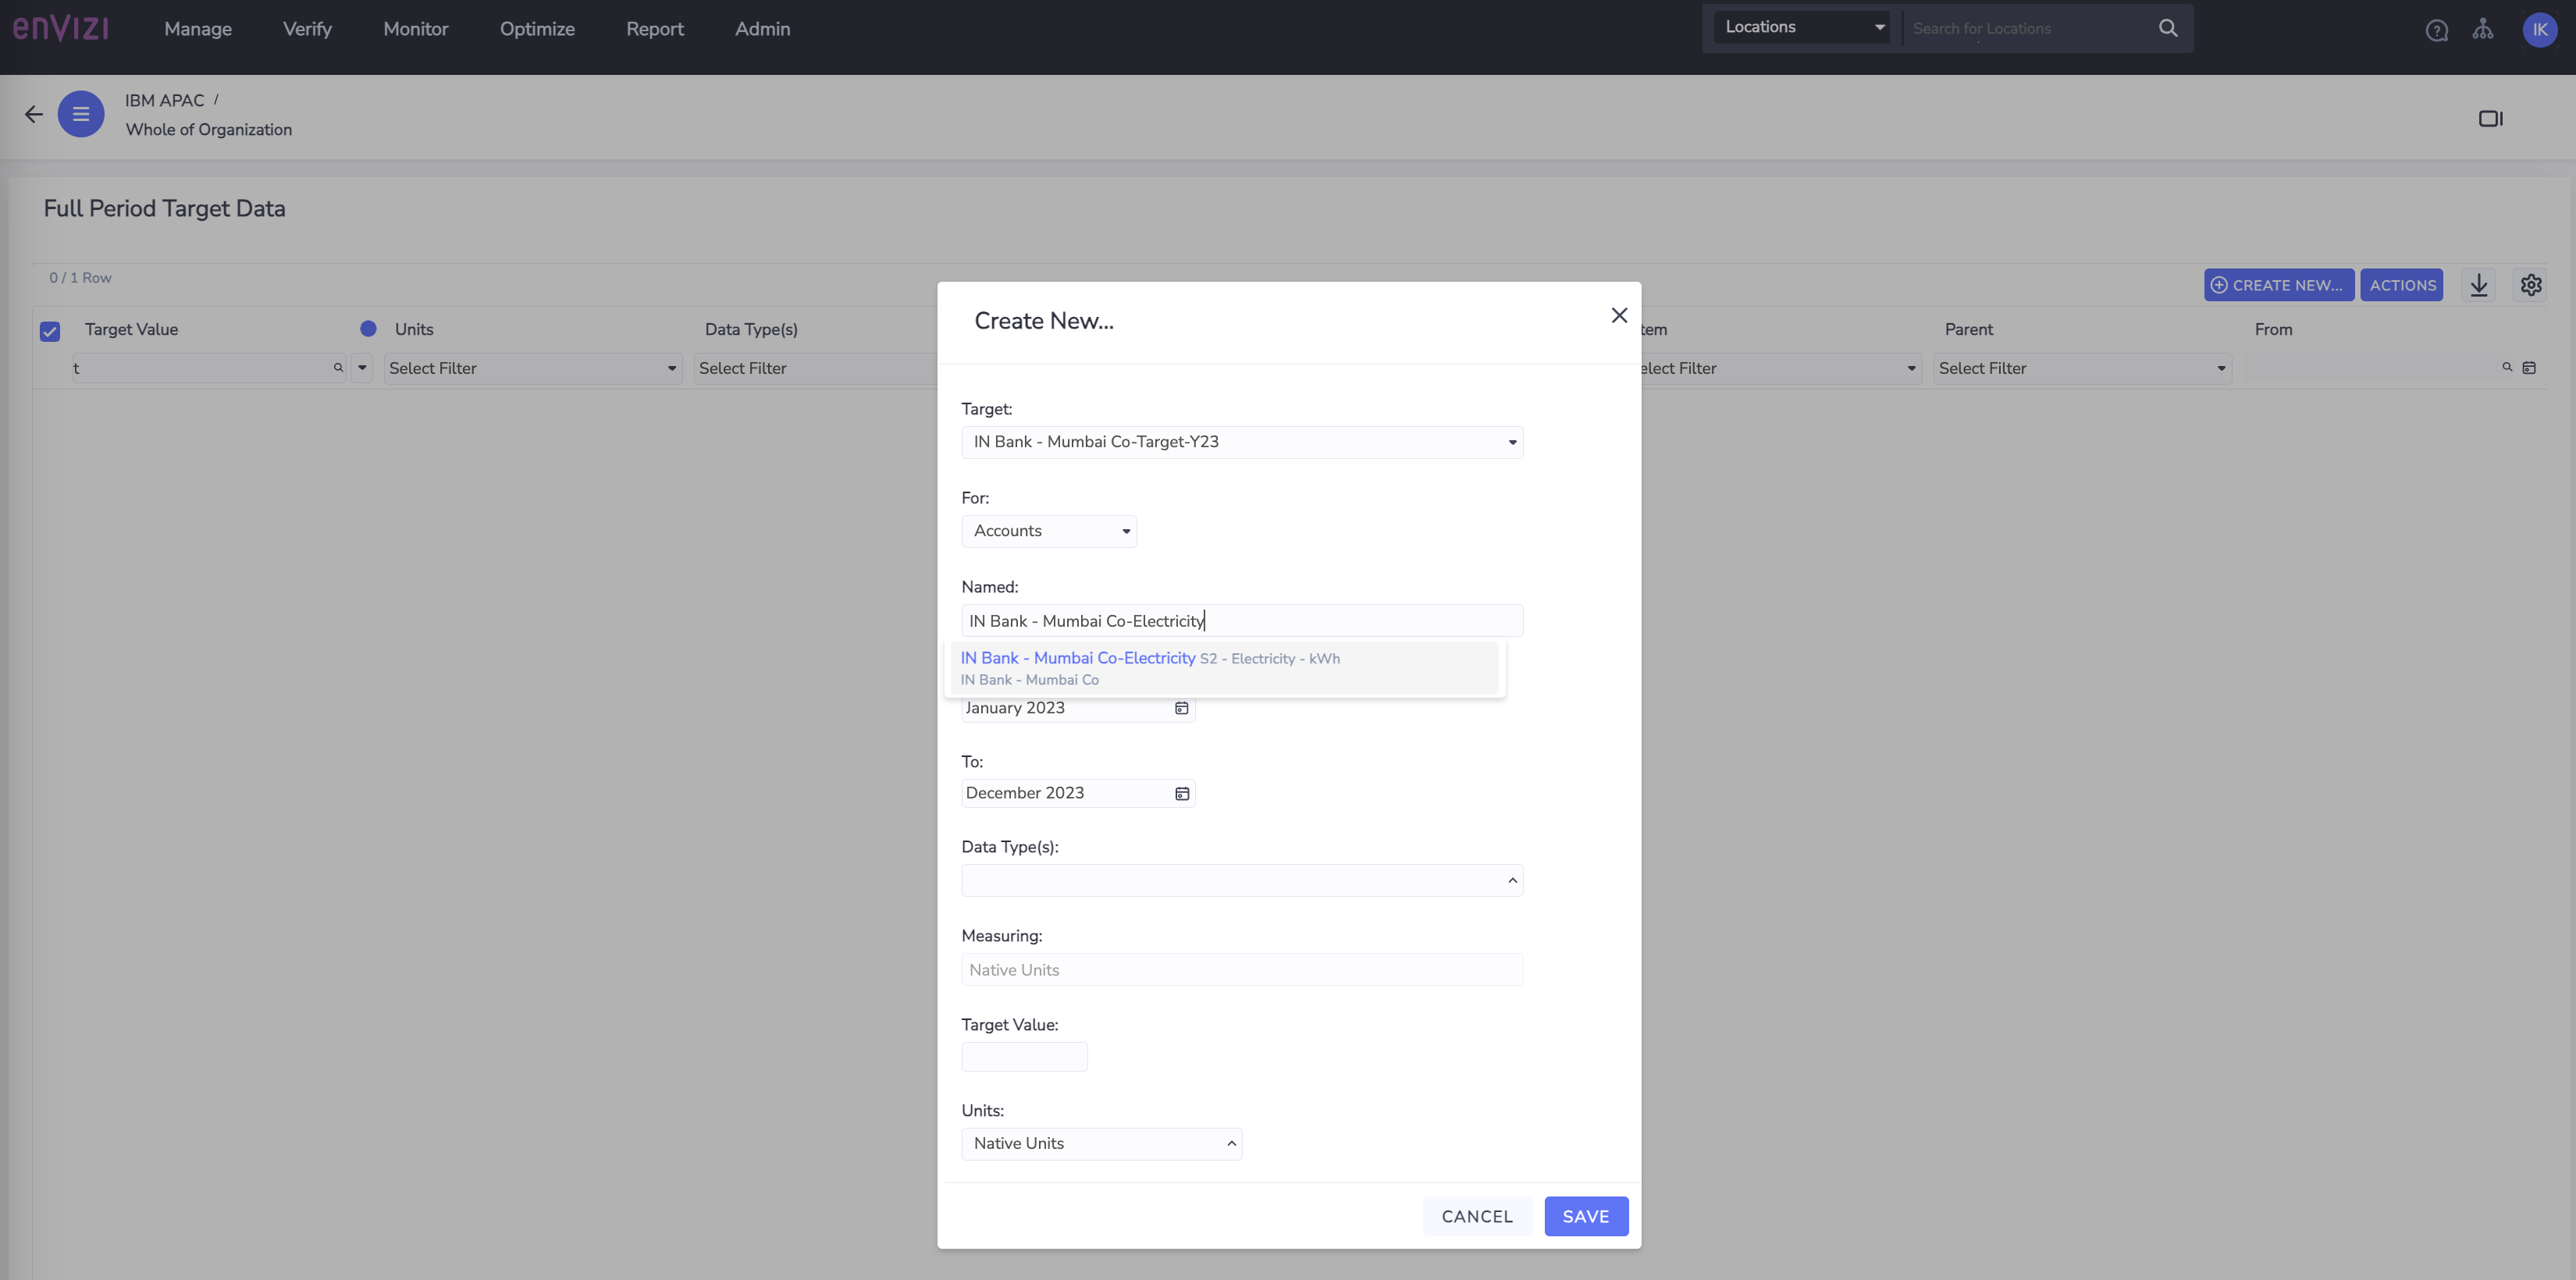 enVIZI
Manage Verify Monitor Optimize Report Admin
Locations Search for Locations
IK
IBM APAC /
Whole of Organization
Full Period Target Data
0 / 1 Row
CREATE NEW... ACTIONS
Target Value Units Data Type(s) tem Parent From
t Select Filter Select Filter elect Filter Select Filter
Create New...
Target:
IN Bank - Mumbai Co-Target-Y23
For:
Accounts
Named:
IN Bank - Mumbai Co-Electricity
IN Bank - Mumbai Co-Electricity S2 - Electricity - kWh
IN Bank - Mumbai Co
January 2023
To:
December 2023
Data Type(s):
Measuring:
Native Units
Target Value:
Units:
Native Units
CANCEL SAVE